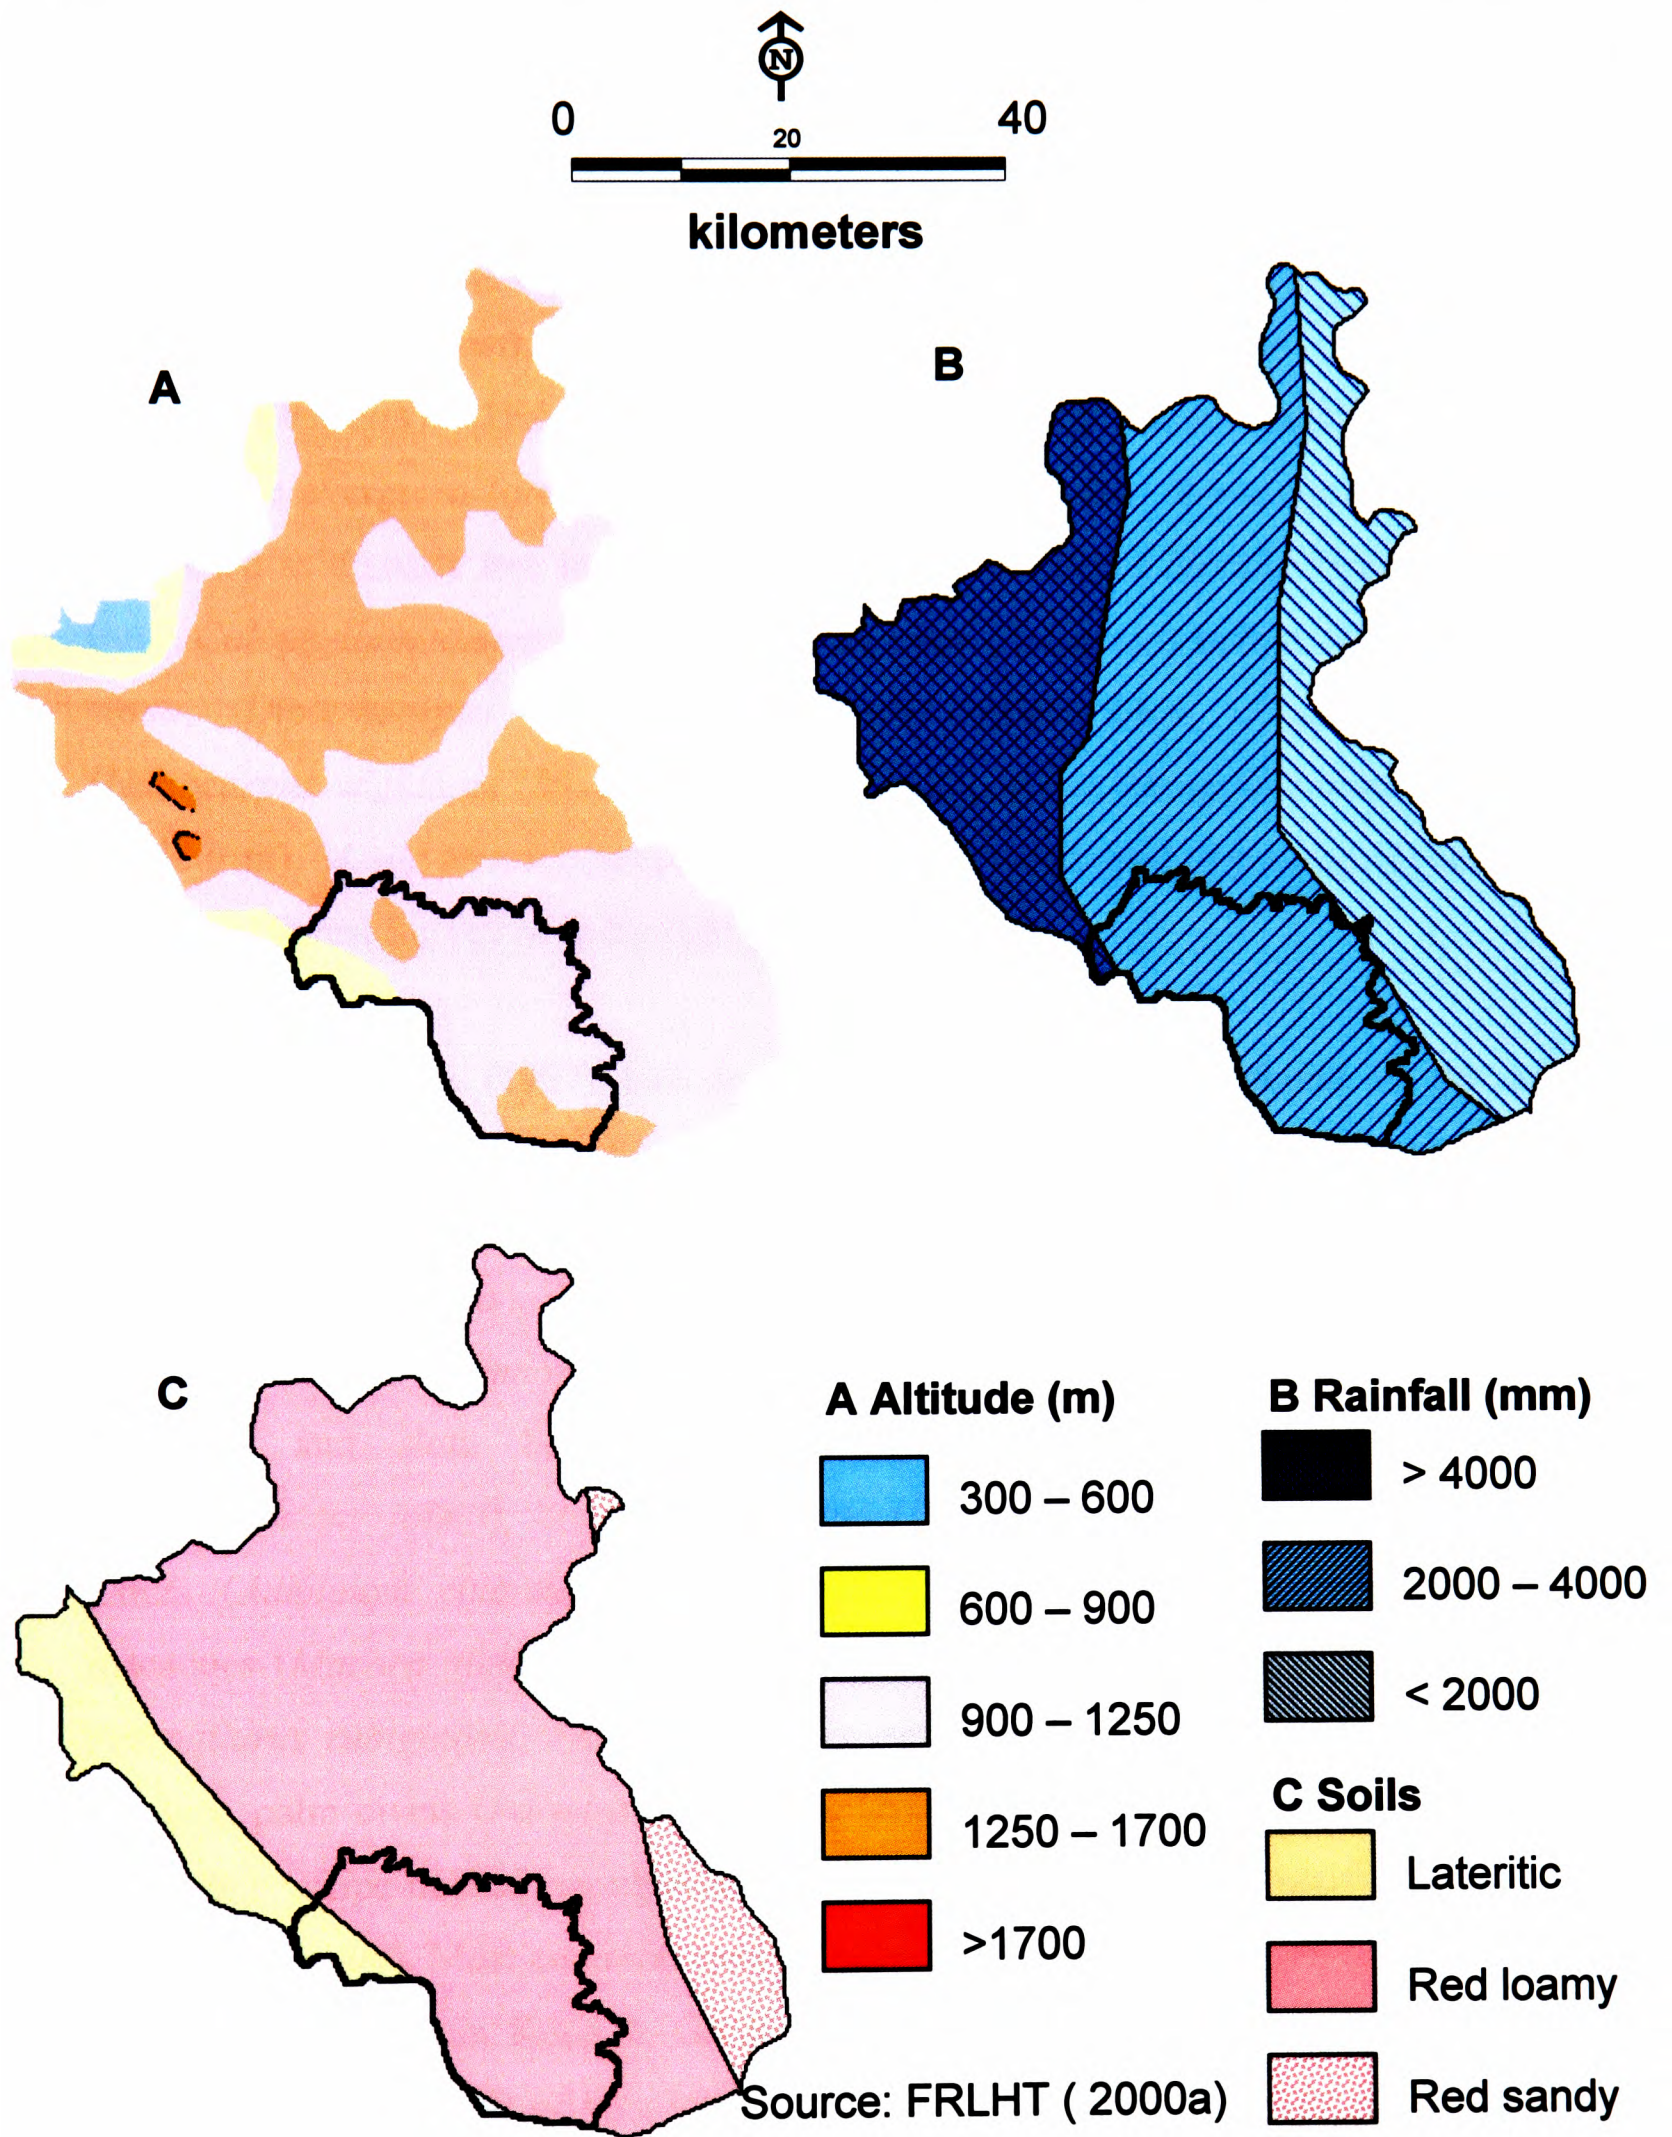 N
0 20 40
kilometers
A
B
C
A Altitude (m)
300 – 600
600 – 900
900 – 1250
1250 – 1700
>1700
B Rainfall (mm)
> 4000
2000 – 4000
< 2000
C Soils
Lateritic
Red loamy
Red sandy
Source: FRLHT ( 2000a)